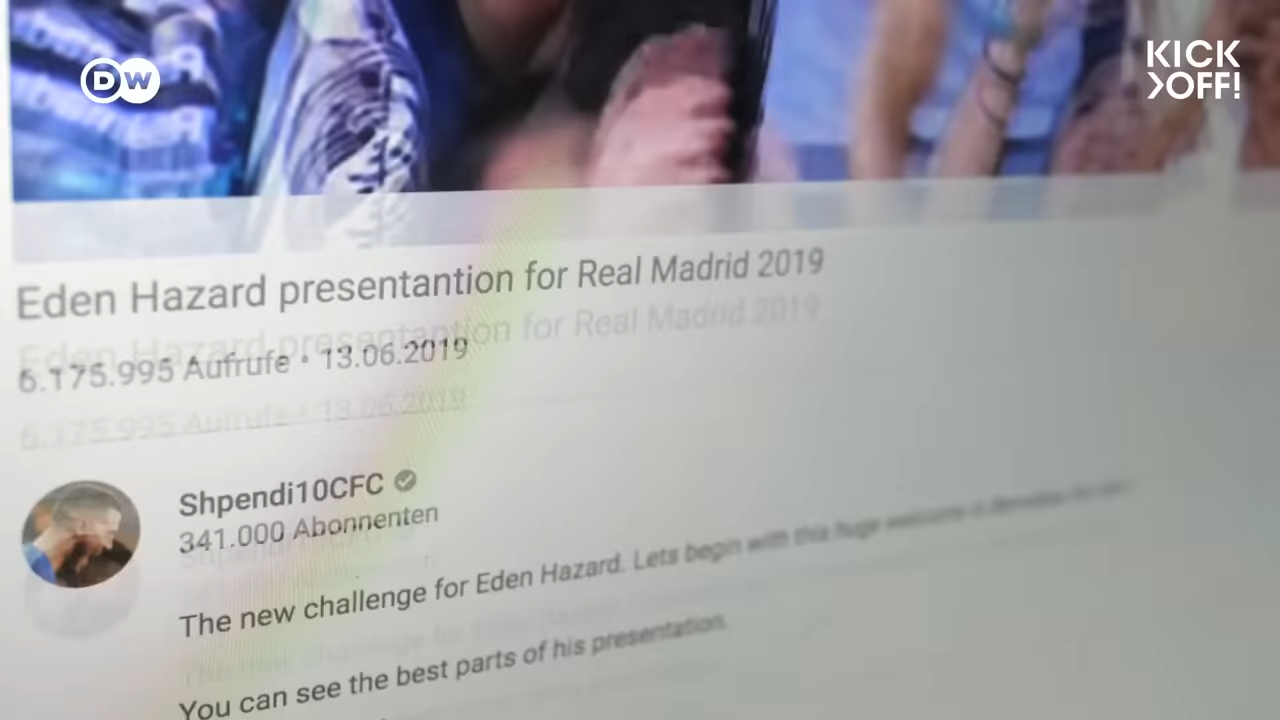 DW
KICK
OFF!
Eden Hazard presentantion for Real Madrid 2019
6.175.995 Aufrufe • 13.06.2019
Shpendi10CFC
341.000 Abonnenten
The new challenge for Eden Hazard. Lets begin with this huge welcome
You can see the best parts of his presentation.